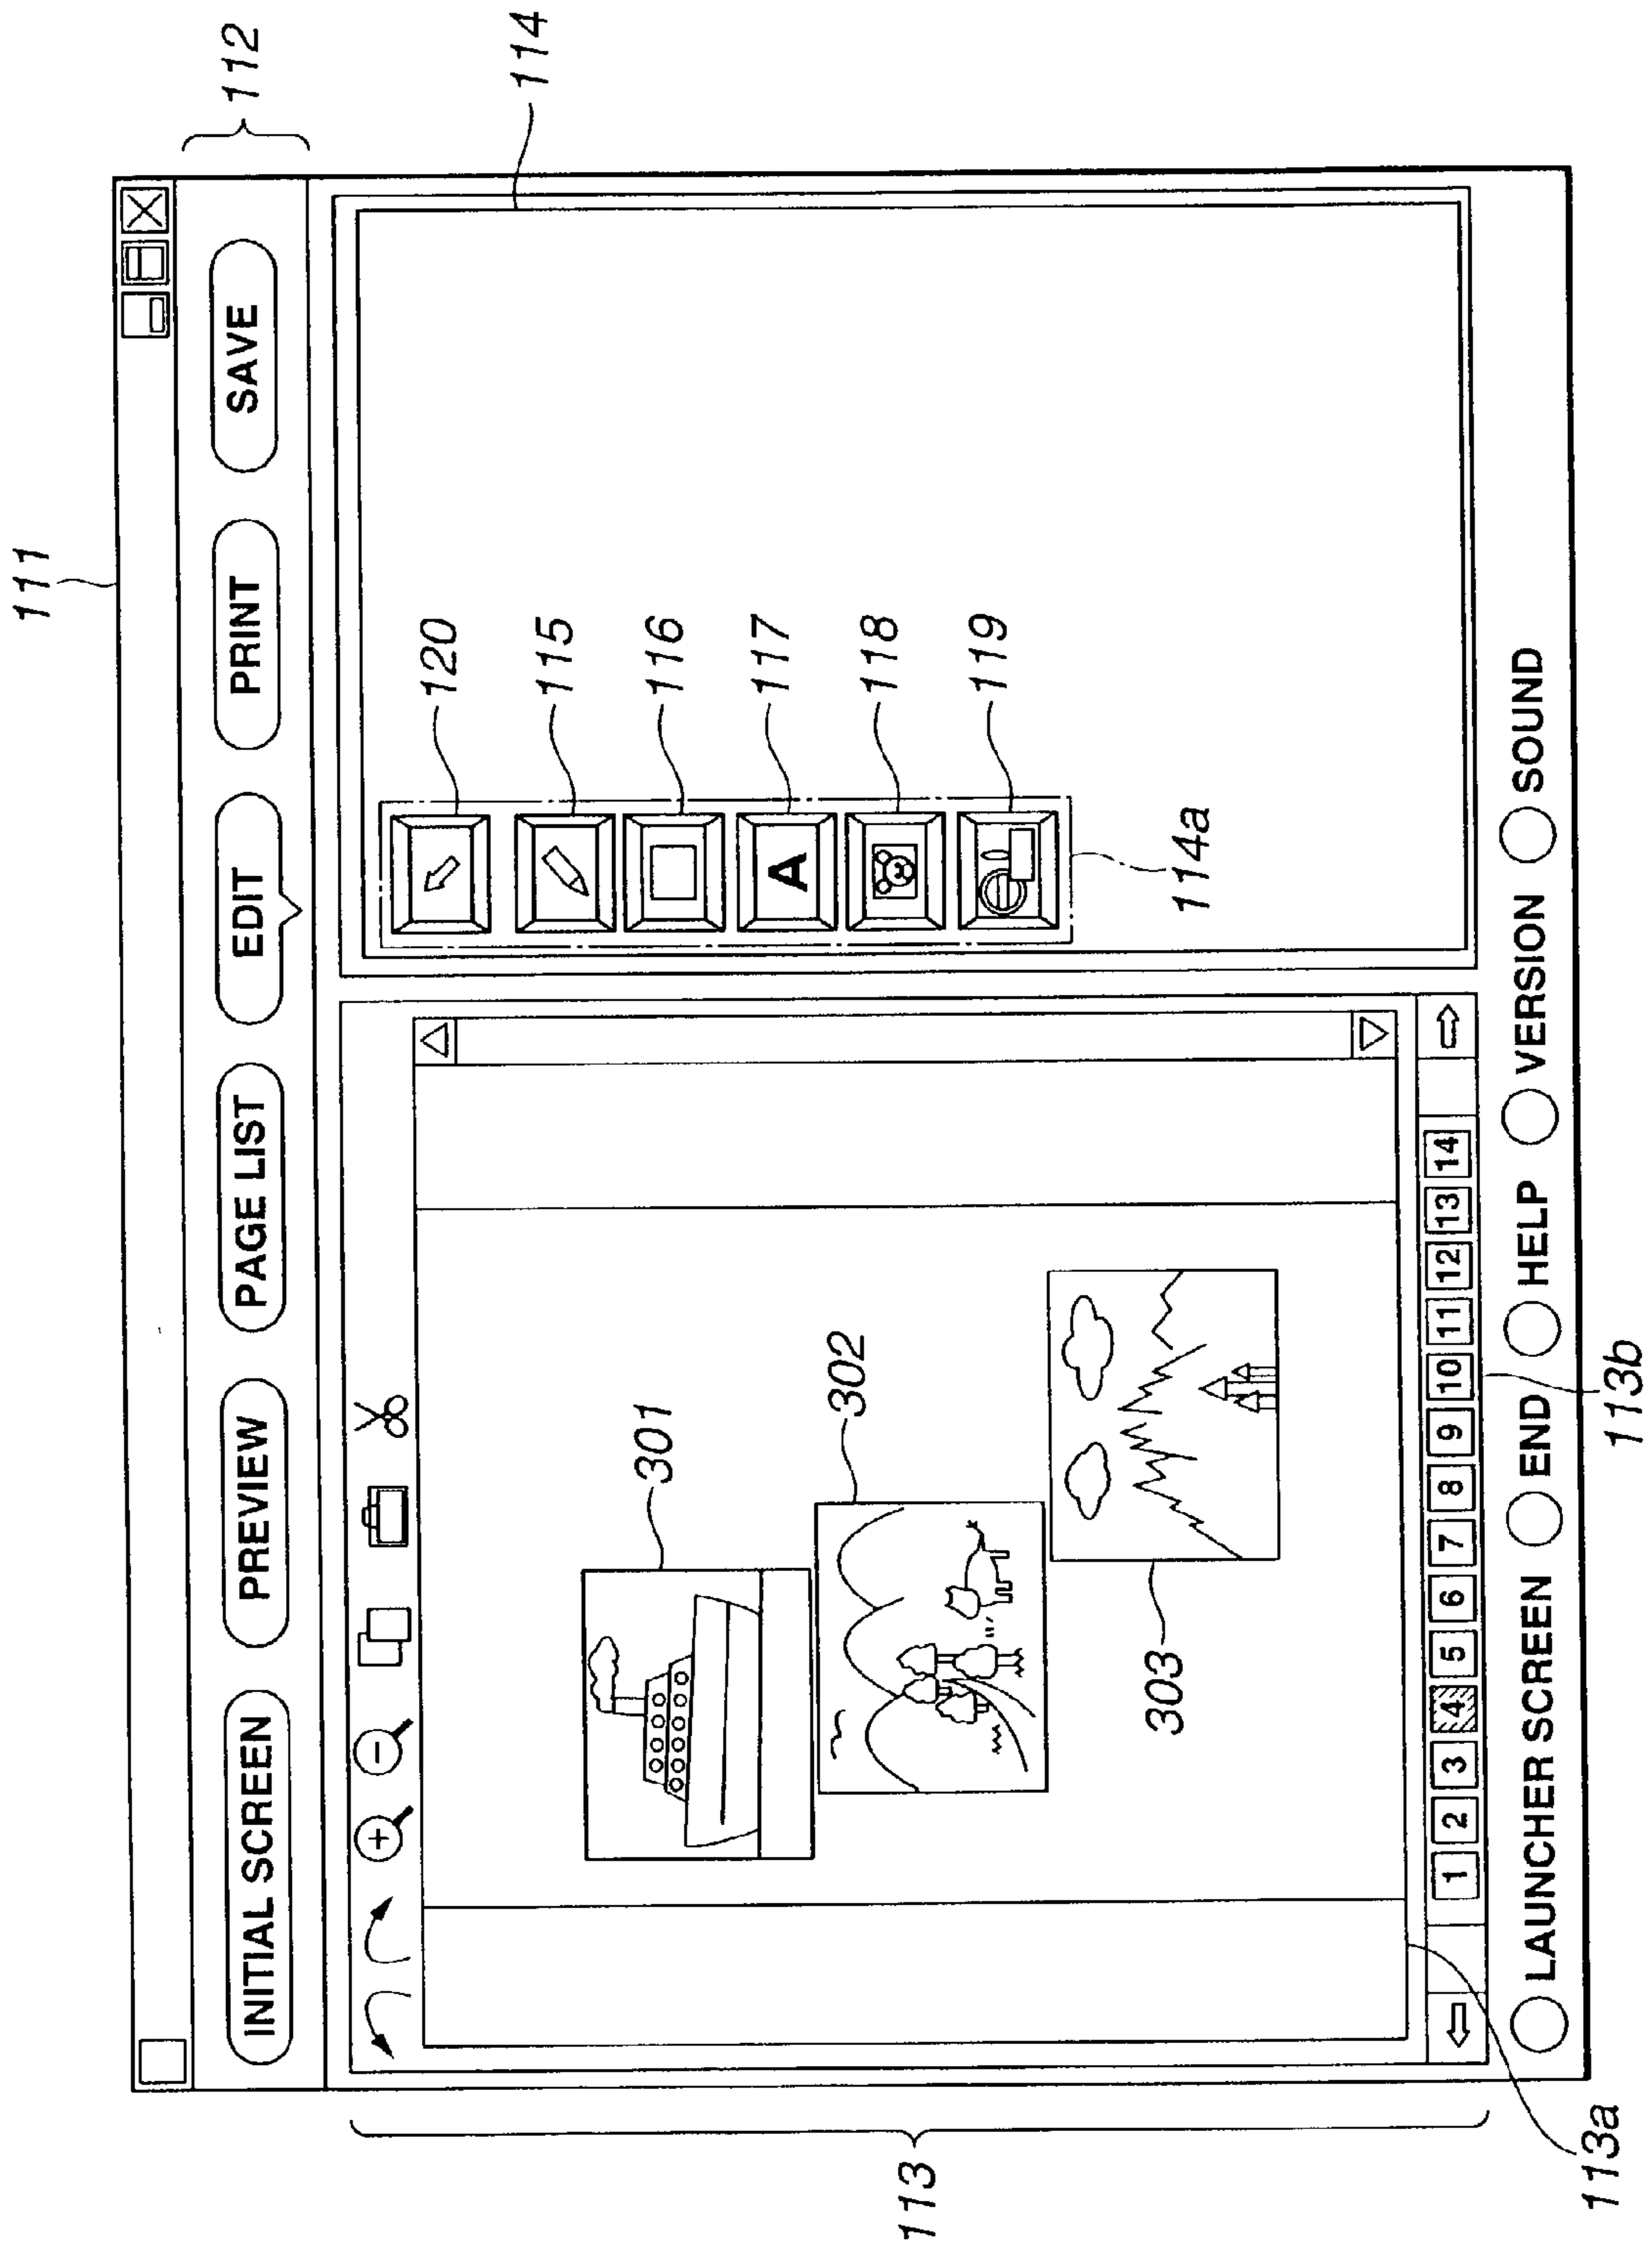 111
112
INITIAL SCREEN PREVIEW PAGE LIST EDIT PRINT SAVE
114
120
115
116
117
A
118
119
114a
301
302
303
113
1 2 3 4 5 6 7 8 9 10 11 12 13 14
LAUNCHER SCREEN END HELP VERSION SOUND
113a
113b